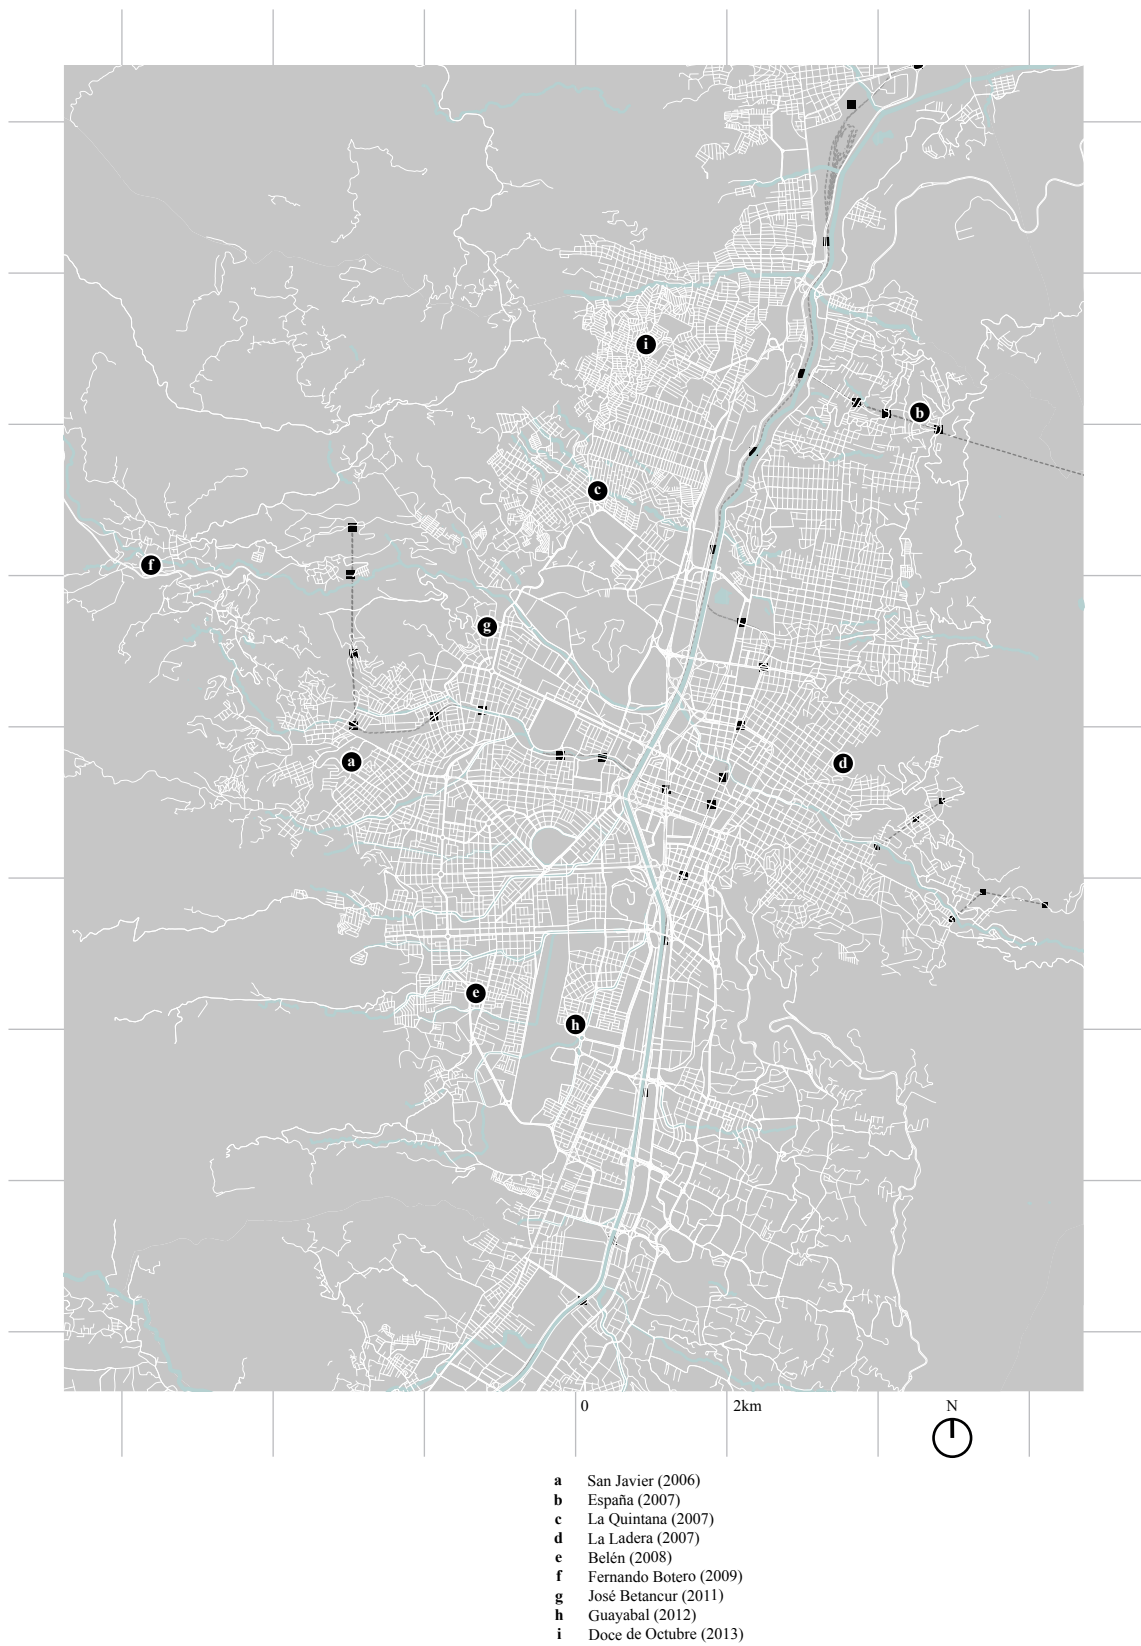 i
b
c
f
g
a
d
e
h
0 2km N
a San Javier (2006)
b España (2007)
c La Quintana (2007)
d La Ladera (2007)
e Belén (2008)
f Fernando Botero (2009)
g José Betancur (2011)
h Guayabal (2012)
i Doce de Octubre (2013)